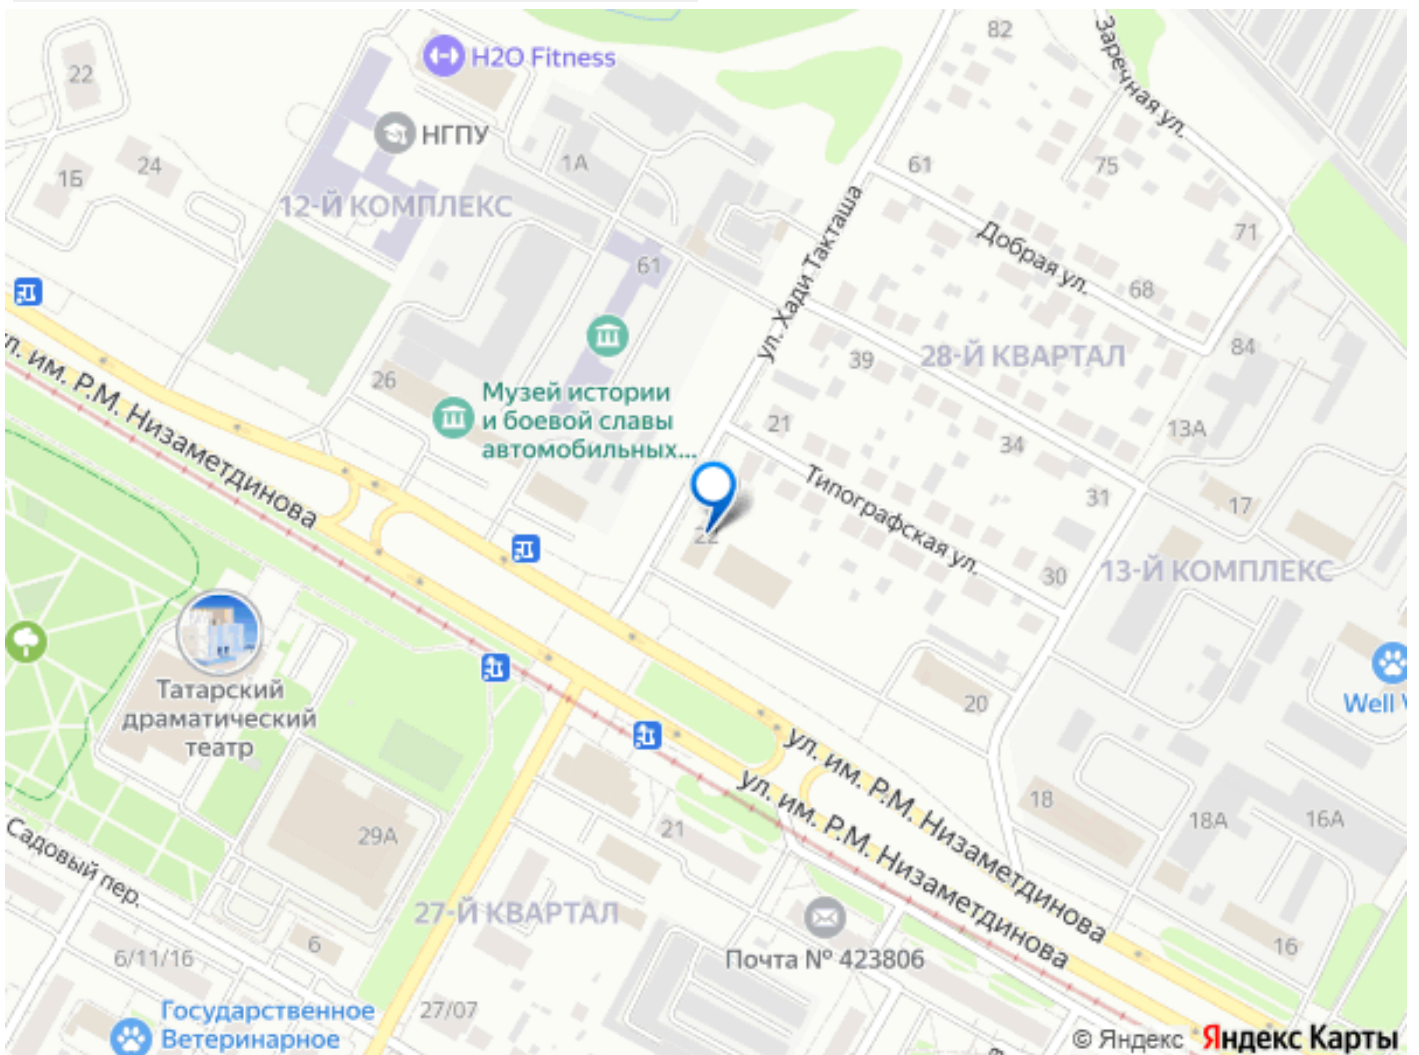 82
Заречная ул.
H2O Fitness
22
НГПУ
1А
61
75
24
1Б
12-Й КОМПЛЕКС
ул. Хади Такташа
Добрая ул.
71
61
68
39
28-Й КВАРТАЛ
84
26
Музей истории
и боевой славы
автомобильных...
21
13А
34
ул. им. Р.М. Низаметдинова
Типографская ул.
31
17
22
30
13-Й КОМПЛЕКС
Татарский
драматический
театр
20
Well
ул. им. Р.М. Низаметдинова
ул. им. Р.М. Низаметдинова
18
18А
16А
21
29А
Садовый пер.
27-Й КВАРТАЛ
6
6/11/16
Почта № 423806
16
27/07
Государственное
Ветеринарное
© Яндекс Яндекс Карты